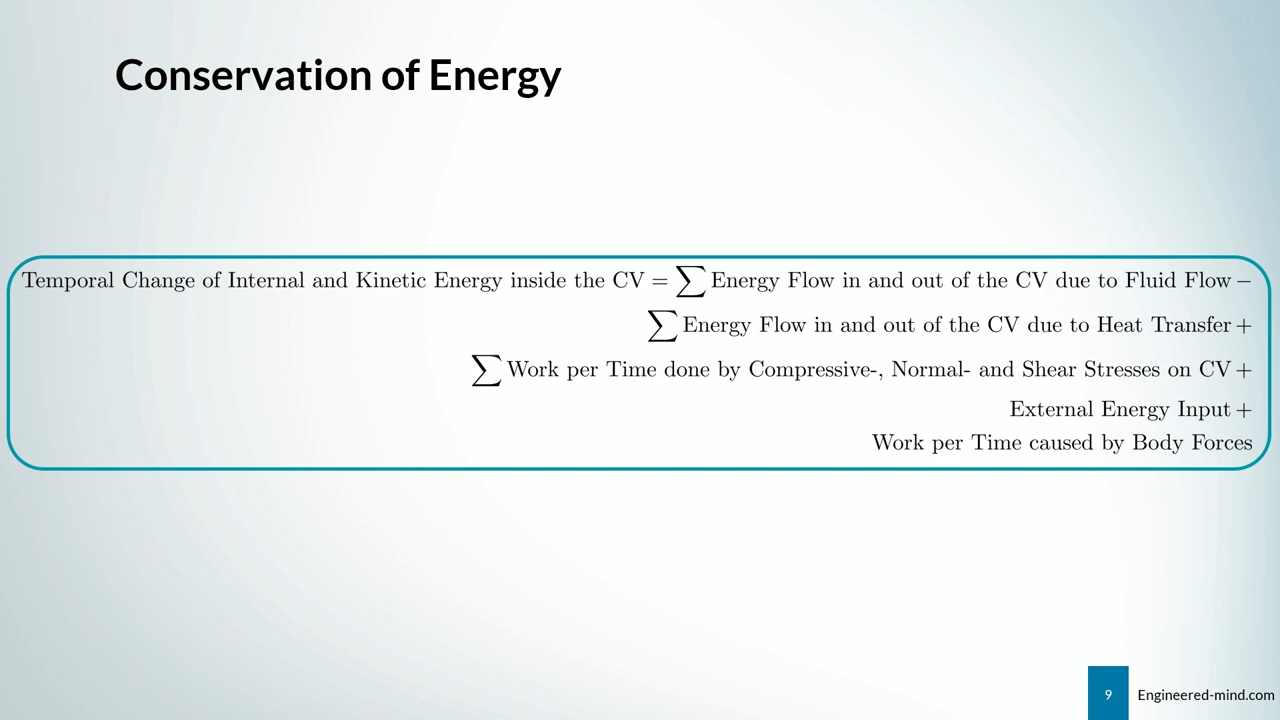 Conservation of Energy
Temporal Change of Internal and Kinetic Energy inside the CV = ∑ Energy Flow in and out of the CV due to Fluid Flow −
∑ Energy Flow in and out of the CV due to Heat Transfer +
∑ Work per Time done by Compressive-, Normal- and Shear Stresses on CV +
External Energy Input +
Work per Time caused by Body Forces
9 Engineered-mind.com